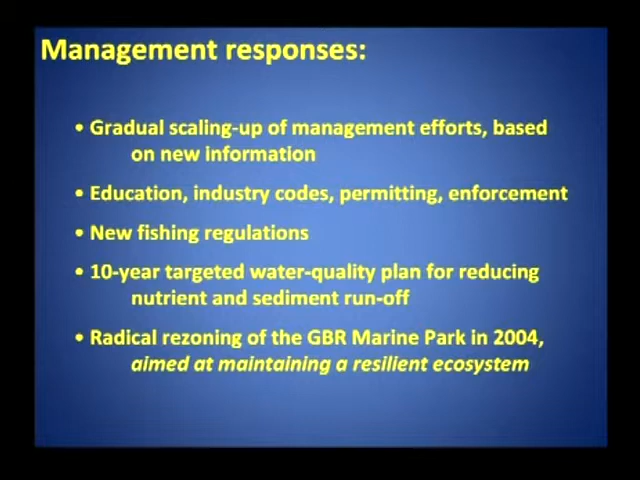 Management responses:
• Gradual scaling-up of management efforts, based
on new information
• Education, industry codes, permitting, enforcement
• New fishing regulations
• 10-year targeted water-quality plan for reducing
nutrient and sediment run-off
• Radical rezoning of the GBR Marine Park in 2004,
aimed at maintaining a resilient ecosystem